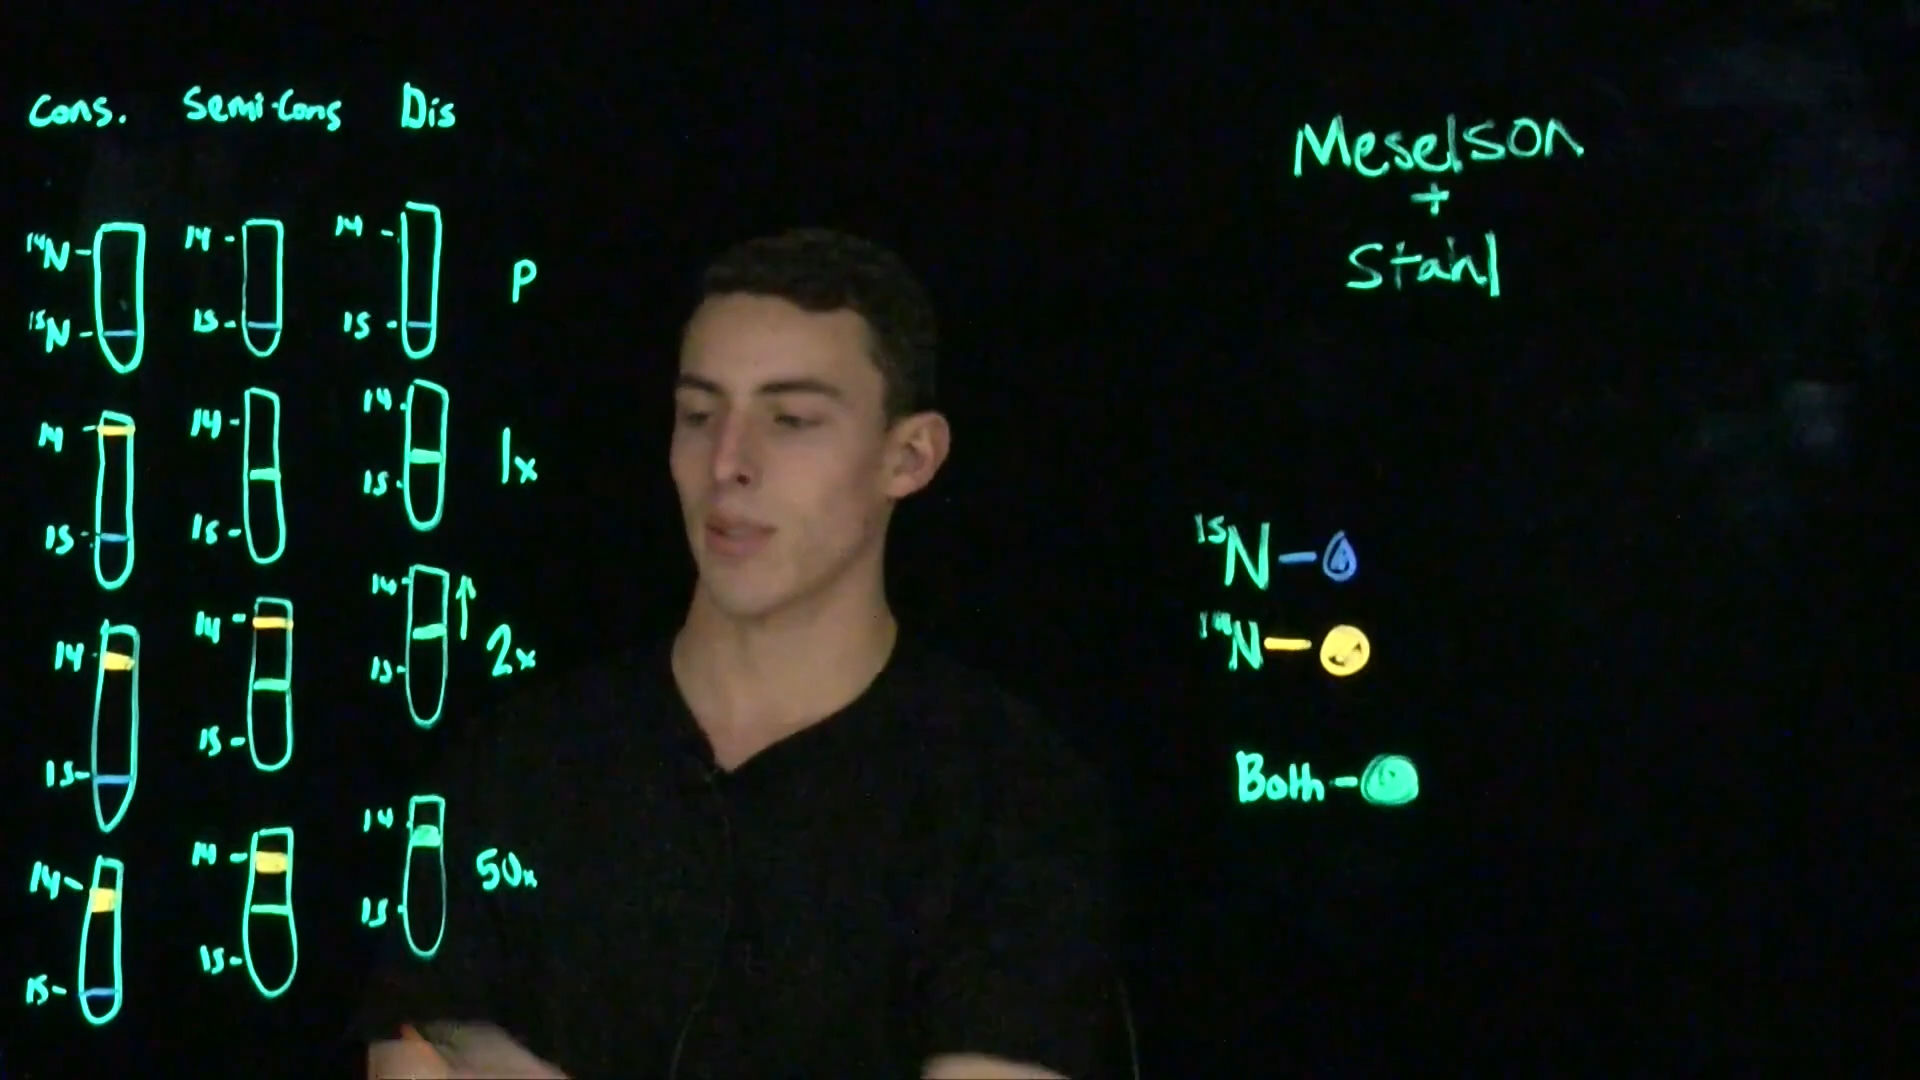 Cons. Semi-Cons Dis
¹⁴N- 14 - 14 - P
¹⁵N- 15 - 15 -
14 - 14 - 14 - 1x
15 - 15 - 15 -
14 - 14 - 14 - ↑ 2x
15 - 15 - 15 -
14 - 14 - 14 - 50x
15 - 15 - 15 -
Meselson
+
Stahl
¹⁵N -
¹⁴N -
Both -